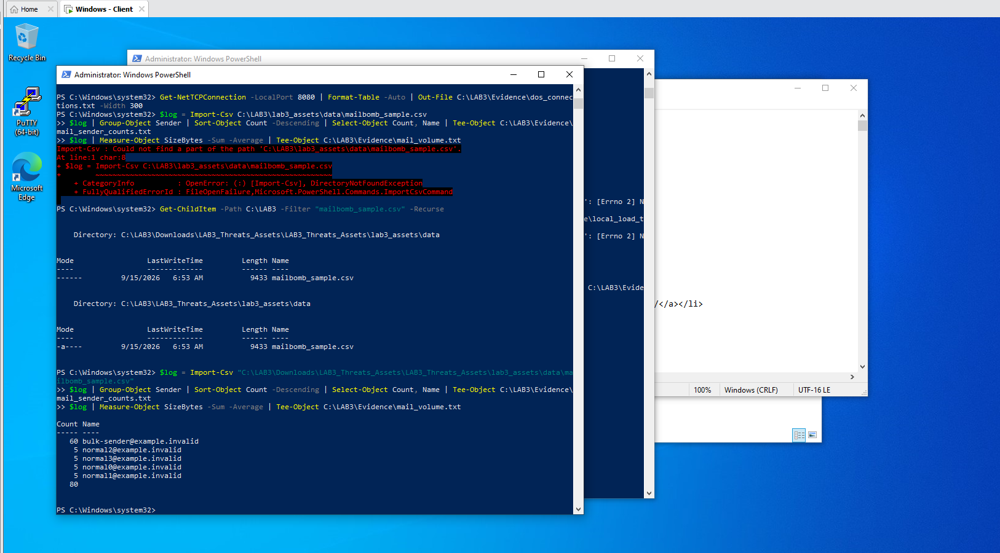 Home
Windows - Client
Recycle Bin
PuTTY
(64-bit)
Microsoft
Edge
Administrator: Windows PowerShell
Administrator: Windows PowerShell
PS C:\Windows\system32> Get-NetTCPConnection -LocalPort 8080 | Format-Table -Auto | Out-File C:\LAB3\Evidence\dos_connec
tions.txt -Width 300
PS C:\Windows\system32> $log = Import-Csv C:\LAB3\lab3_assets\data\mailbomb_sample.csv
>> $log | Group-Object Sender | Sort-Object Count -Descending | Select-Object Count, Name | Tee-Object C:\LAB3\Evidence\
mail_sender_counts.txt
>> $log | Measure-Object SizeBytes -Sum -Average | Tee-Object C:\LAB3\Evidence\mail_volume.txt
Import-Csv : Could not find a part of the path 'C:\LAB3\lab3_assets\data\mailbomb_sample.csv'.
At line:1 char:8
+ $log = Import-Csv C:\LAB3\lab3_assets\data\mailbomb_sample.csv
+        ~~~~~~~~~~~~~~~~~~~~~~~~~~~~~~~~~~~~~~~~~~~~~~~~~~~~~~~
    + CategoryInfo          : OpenError: (:) [Import-Csv], DirectoryNotFoundException
    + FullyQualifiedErrorId : FileOpenFailure,Microsoft.PowerShell.Commands.ImportCsvCommand
PS C:\Windows\system32> Get-ChildItem -Path C:\LAB3 -Filter "mailbomb_sample.csv" -Recurse
    Directory: C:\LAB3\Downloads\LAB3_Threats_Assets\LAB3_Threats_Assets\lab3_assets\data
Mode                 LastWriteTime         Length Name
----                 -------------         ------ ----
------         9/15/2026   6:53 AM           9433 mailbomb_sample.csv
    Directory: C:\LAB3\LAB3_Threats_Assets\lab3_assets\data
Mode                 LastWriteTime         Length Name
----                 -------------         ------ ----
-a----         9/15/2026   6:53 AM           9433 mailbomb_sample.csv
PS C:\Windows\system32> $log = Import-Csv "C:\LAB3\Downloads\LAB3_Threats_Assets\LAB3_Threats_Assets\lab3_assets\data\ma
ilbomb_sample.csv"
>> $log | Group-Object Sender | Sort-Object Count -Descending | Select-Object Count, Name | Tee-Object C:\LAB3\Evidence\
mail_sender_counts.txt
>> $log | Measure-Object SizeBytes -Sum -Average | Tee-Object C:\LAB3\Evidence\mail_volume.txt
Count Name
----- ----
   60 bulk-sender@example.invalid
    5 normal2@example.invalid
    5 normal3@example.invalid
    5 normal0@example.invalid
    5 normal1@example.invalid
   80
PS C:\Windows\system32>
': [Errno 2] N
e\local_load_t
': [Errno 2] N
C:\LAB3\Evide
/</a></li>
100%
Windows (CRLF)
UTF-16 LE